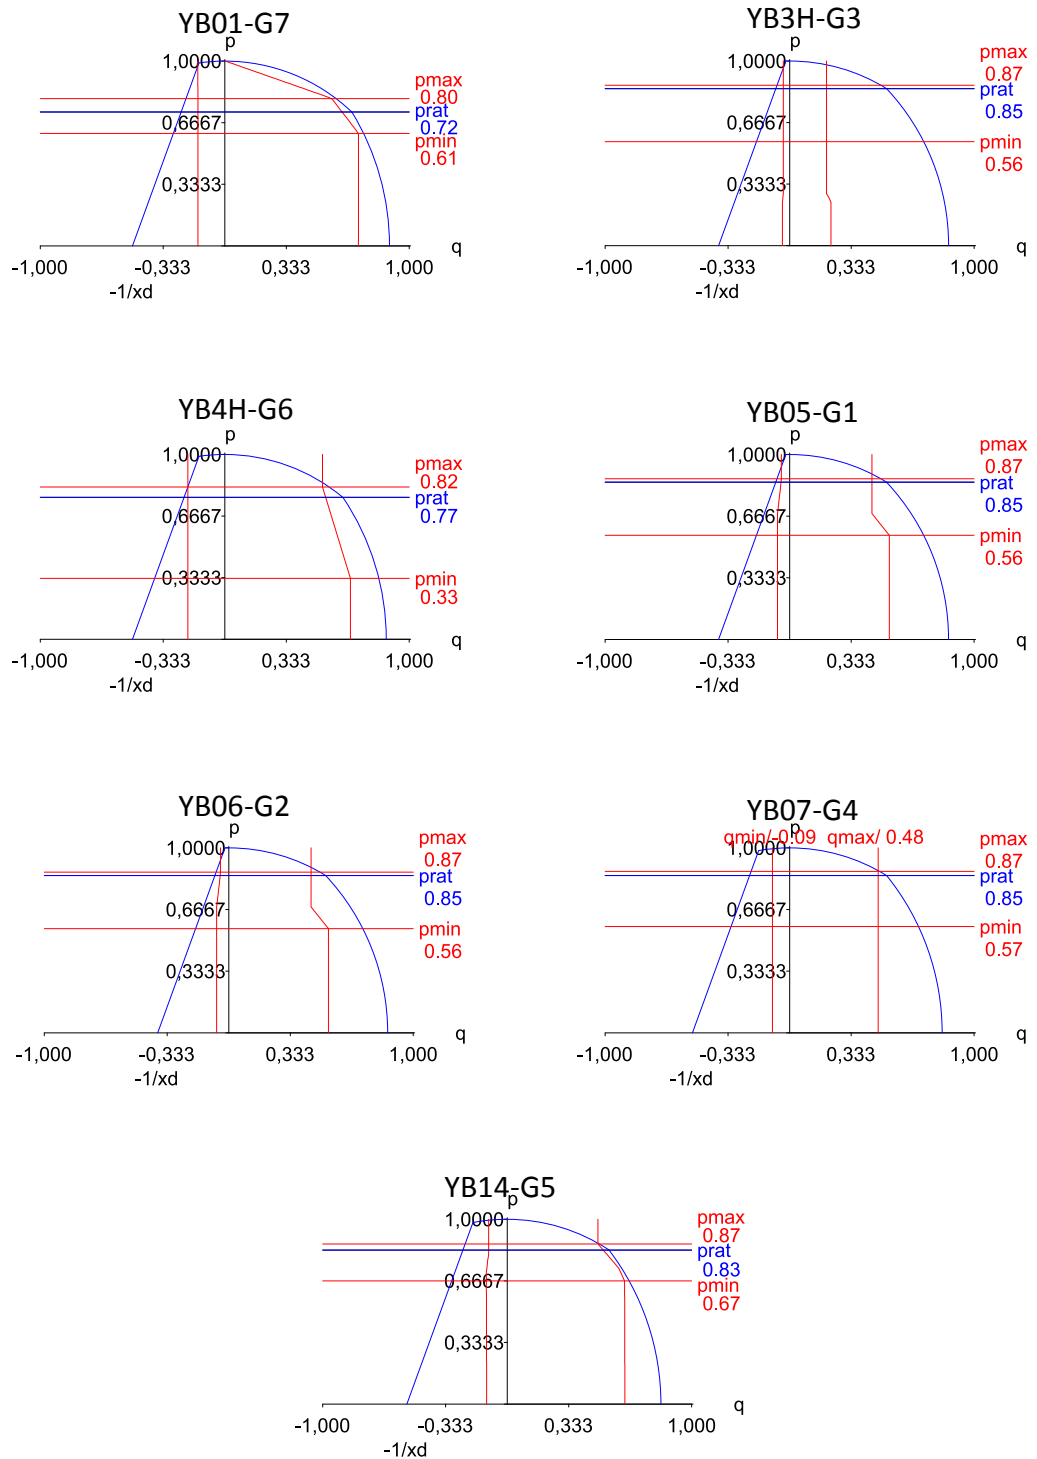 YB01-G7
p
1,0000
0,6667
0,3333
pmax
0.80
prat
0.72
pmin
0.61
q
-1,000
-0,333
0,333
1,000
-1/xd
YB3H-G3
p
1,0000
0,6667
0,3333
pmax
0.87
prat
0.85
pmin
0.56
q
-1,000
-0,333
0,333
1,000
-1/xd
YB4H-G6
p
1,0000
0,6667
0,3333
pmax
0.82
prat
0.77
pmin
0.33
q
-1,000
-0,333
0,333
1,000
-1/xd
YB05-G1
p
1,0000
0,6667
0,3333
pmax
0.87
prat
0.85
pmin
0.56
q
-1,000
-0,333
0,333
1,000
-1/xd
YB06-G2
p
1,0000
0,6667
0,3333
pmax
0.87
prat
0.85
pmin
0.56
q
-1,000
-0,333
0,333
1,000
-1/xd
YB07-G4
p
qmin/-0.09 qmax/ 0.48
1,0000
0,6667
0,3333
pmax
0.87
prat
0.85
pmin
0.57
q
-1,000
-0,333
0,333
1,000
-1/xd
YB14-G5
p
1,0000
0,6667
0,3333
pmax
0.87
prat
0.83
pmin
0.67
q
-1,000
-0,333
0,333
1,000
-1/xd